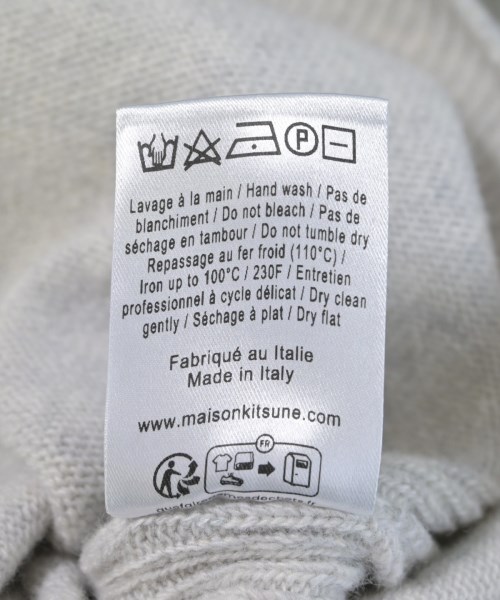 P
Lavage à la main / Hand wash / Pas de
blanchiment / Do not bleach / Pas de
séchage en tambour / Do not tumble dry
Repassage au fer froid (110°C) /
Iron up to 100°C / 230F / Entretien
professionnel à cycle délicat / Dry clean
gently / Séchage à plat / Dry flat
Fabriqué au Italie
Made in Italy
www.maisonkitsune.com
FR